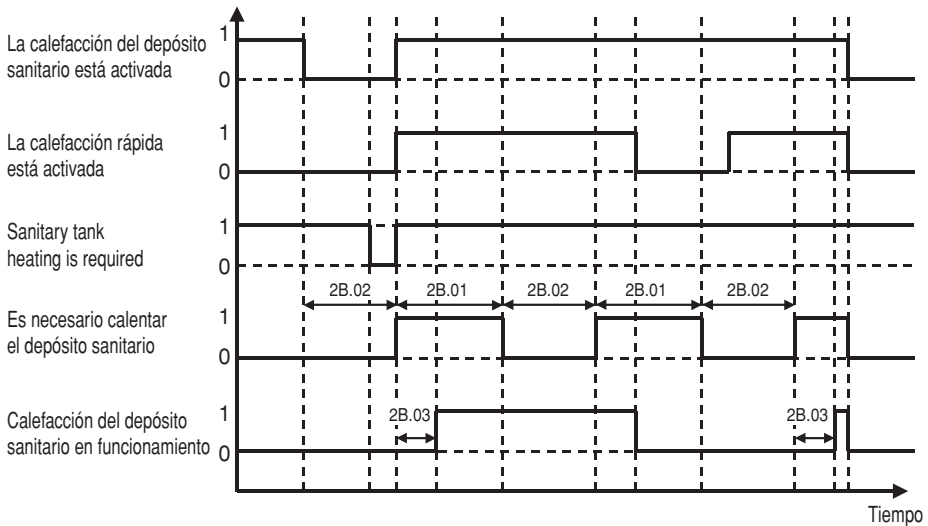 La calefacción del depósito
sanitario está activada
1
0
La calefacción rápida
está activada
1
0
Sanitary tank
heating is required
1
0
2B.02 2B.01 2B.02 2B.01 2B.02
Es necesario calentar
el depósito sanitario
1
0
Calefacción del depósito
sanitario en funcionamiento
1
0
2B.03 2B.03
Tiempo